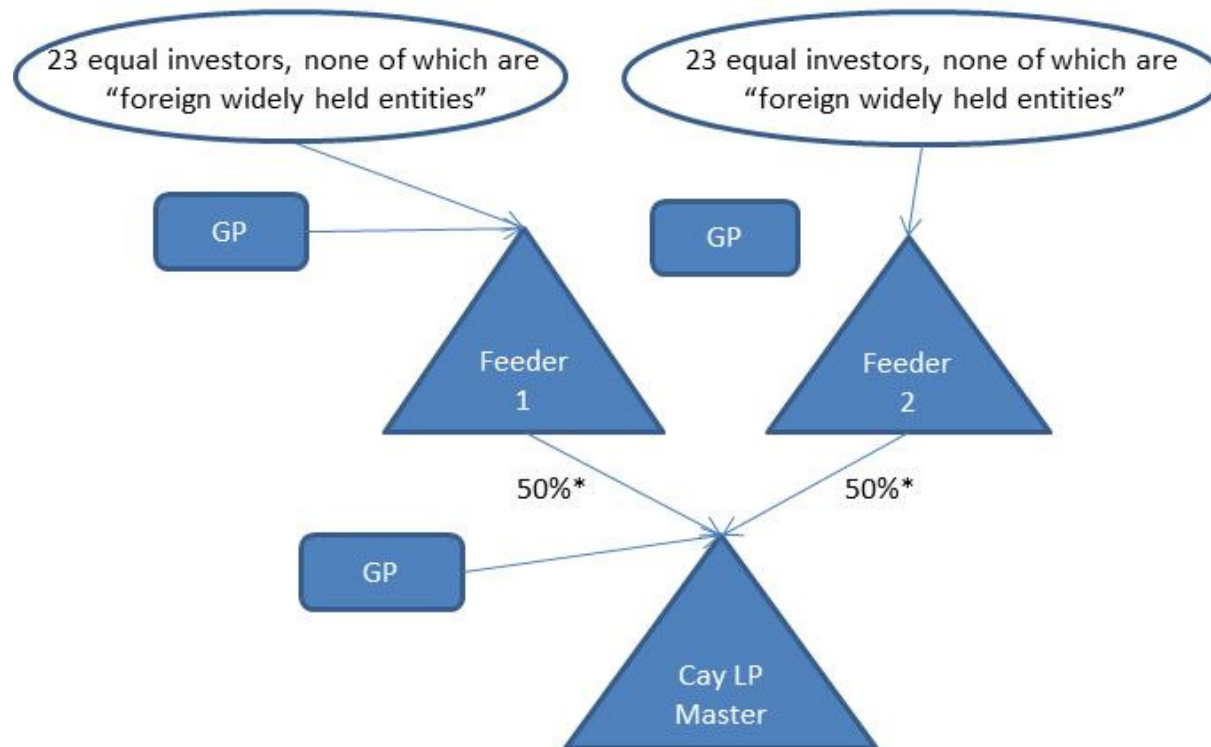 23 equal investors, none of which are
“foreign widely held entities”
23 equal investors, none of which are
“foreign widely held entities”
GP
GP
Feeder
1
Feeder
2
50%*
50%*
GP
Cay LP
Master